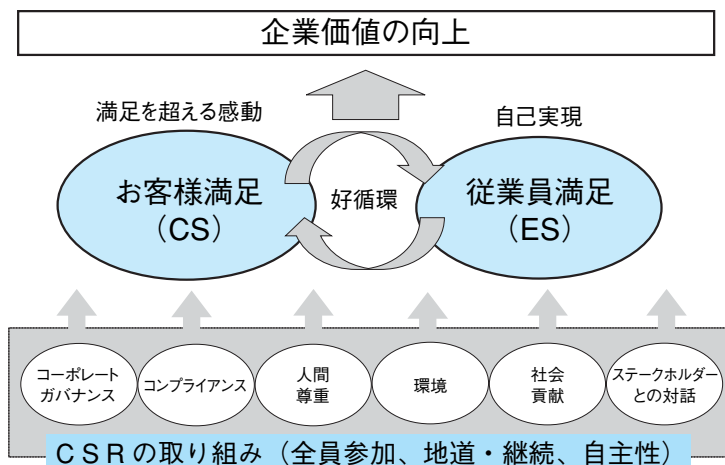 企業価値の向上
満足を超える感動
自己実現
お客様満足
（CS）
好循環
従業員満足
（ES）
コーポレート
ガバナンス
コンプライアンス
人間
尊重
環境
社会
貢献
ステークホルダー
との対話
CSRの取り組み（全員参加、地道・継続、自主性）